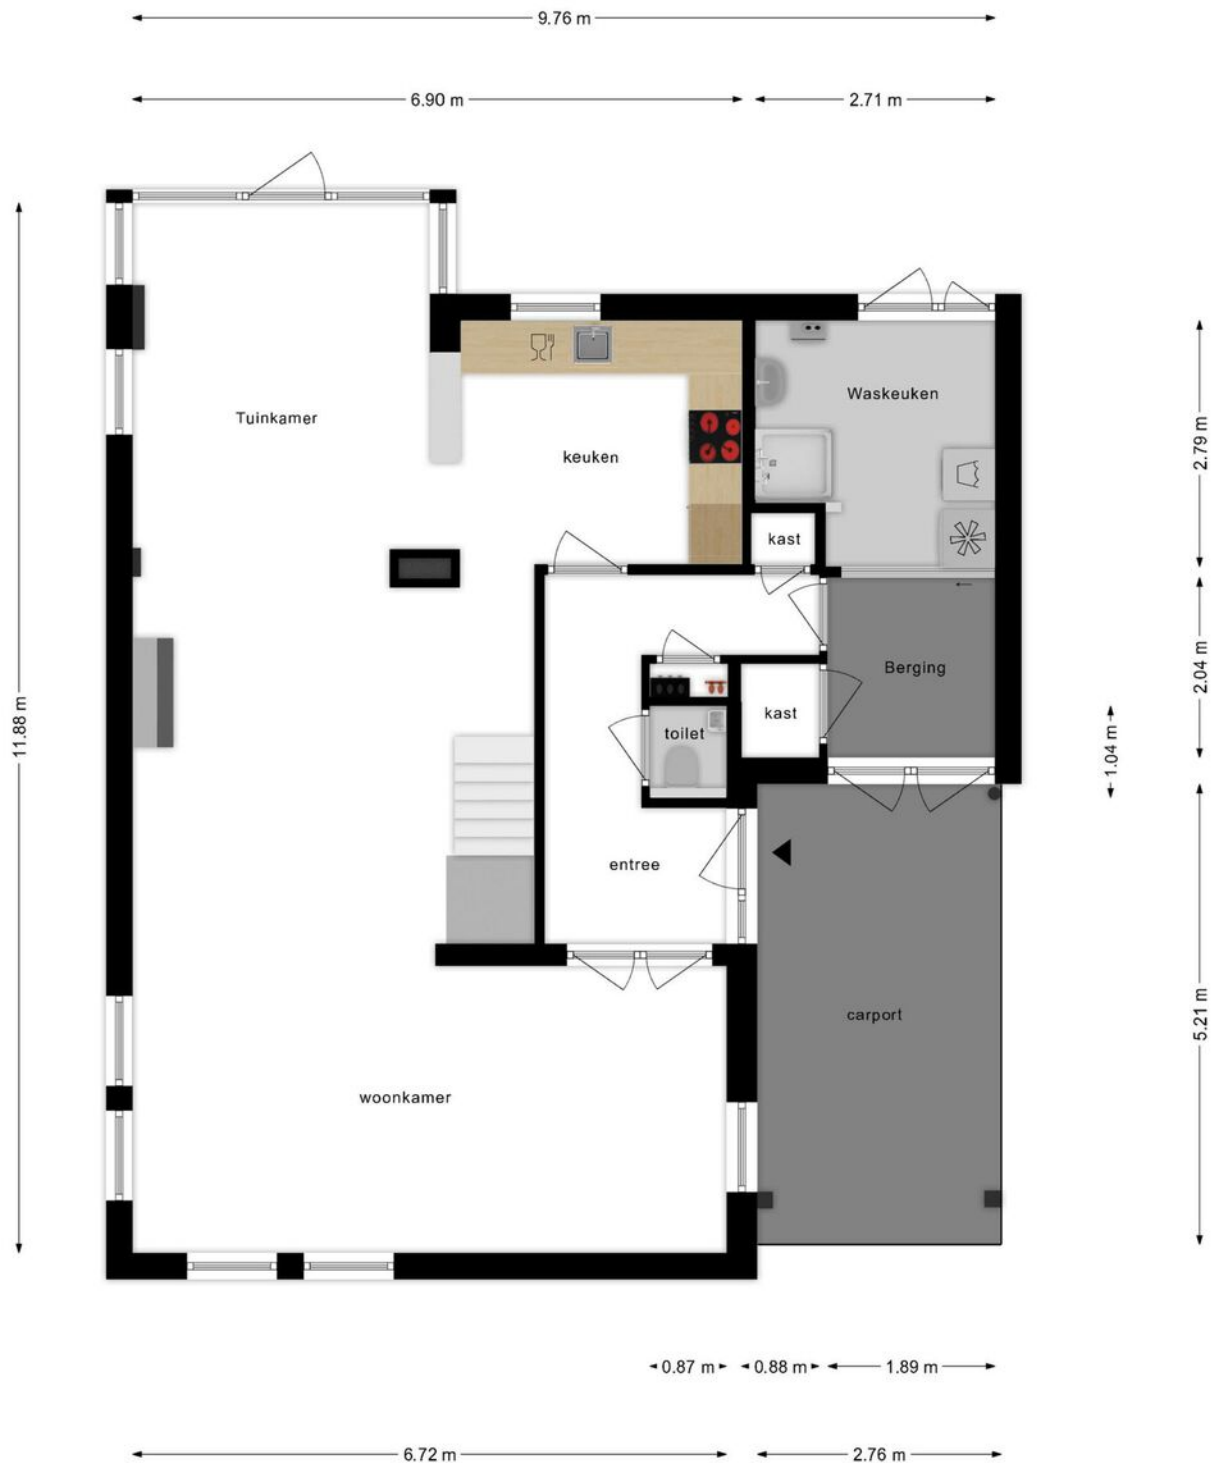 9.76 m
6.90 m
2.71 m
Tuinkamer
Waskeuken
keuken
kast
2.79 m
Berging
2.04 m
11.88 m
kast
toilet
1.04 m
entree
carport
5.21 m
woonkamer
0.87 m
0.88 m
1.89 m
6.72 m
2.76 m